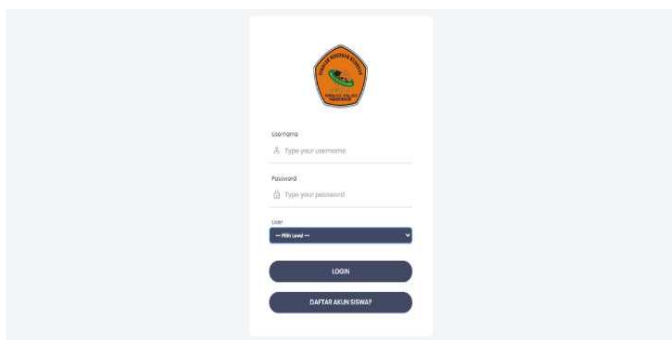 Username
Type your username
Password
Type your password
User
-- Pilih Level --
LOGIN
DAFTAR AKUN SISWA?